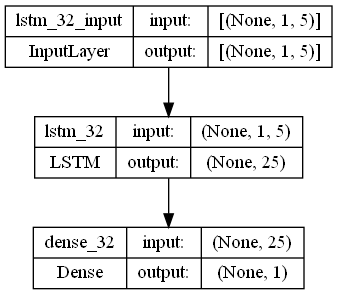 lstm_32_input input: [(None, 1, 5)]
InputLayer output: [(None, 1, 5)]
lstm_32 input: (None, 1, 5)
LSTM output: (None, 25)
dense_32 input: (None, 25)
Dense output: (None, 1)